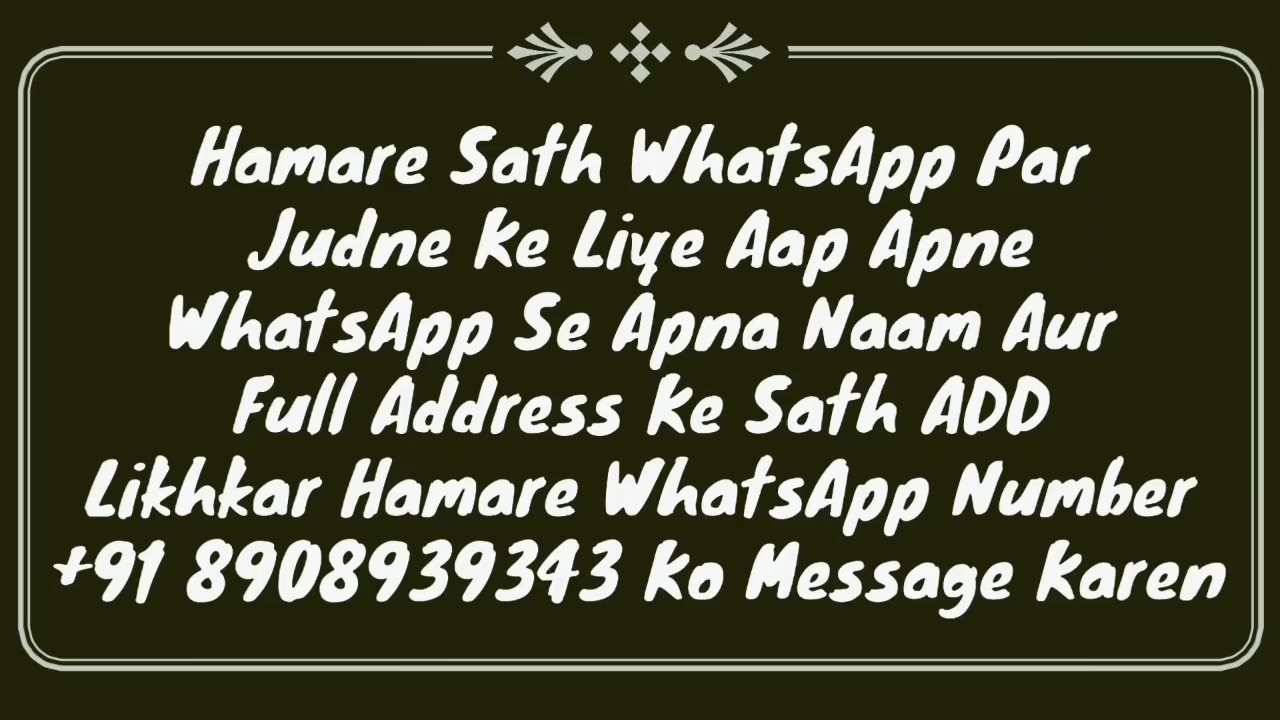 Hamare Sath WhatsApp Par
Judne Ke Liye Aap Apne
WhatsApp Se Apna Naam Aur
Full Address Ke Sath ADD
Likhkar Hamare WhatsApp Number
+91 8908939343 Ko Message Karen